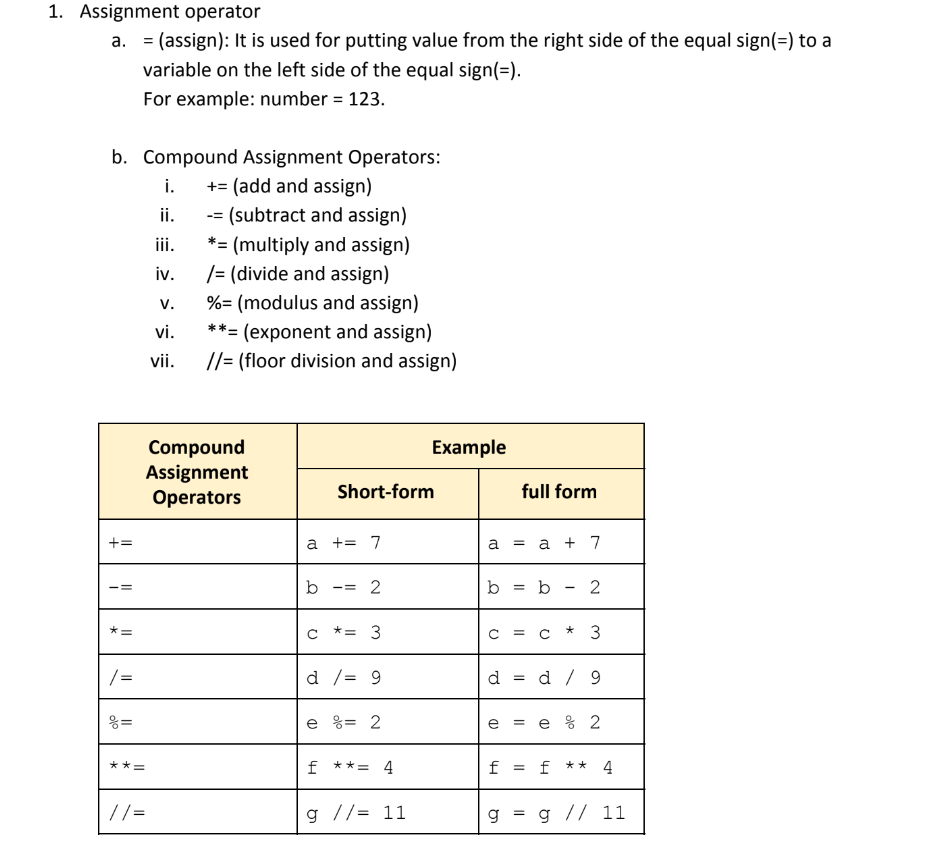 1. Assignment operator
a. = (assign): It is used for putting value from the right side of the equal sign(=) to a
variable on the left side of the equal sign(=).
For example: number = 123.
b. Compound Assignment Operators:
i. += (add and assign)
ii. -= (subtract and assign)
iii. *= (multiply and assign)
iv. /= (divide and assign)
v. %= (modulus and assign)
vi. **= (exponent and assign)
vii. //= (floor division and assign)
Compound
Assignment
Operators
Example
Short-form full form
+= a += 7 a = a + 7
-= b -= 2 b = b - 2
*= c *= 3 c = c * 3
/= d /= 9 d = d / 9
%= e %= 2 e = e % 2
**= f **= 4 f = f ** 4
//= g //= 11 g = g // 11